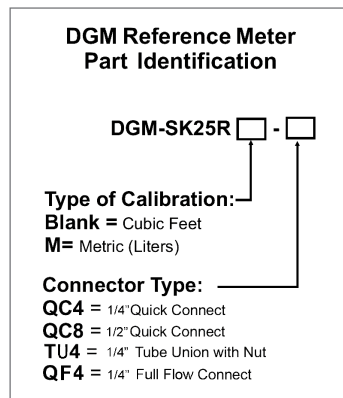 DGM Reference Meter
Part Identification
DGM-SK25R -
Type of Calibration:
Blank = Cubic Feet
M= Metric (Liters)
Connector Type:
QC4 = 1/4" Quick Connect
QC8 = 1/2" Quick Connect
TU4 = 1/4" Tube Union with Nut
QF4 = 1/4" Full Flow Connect